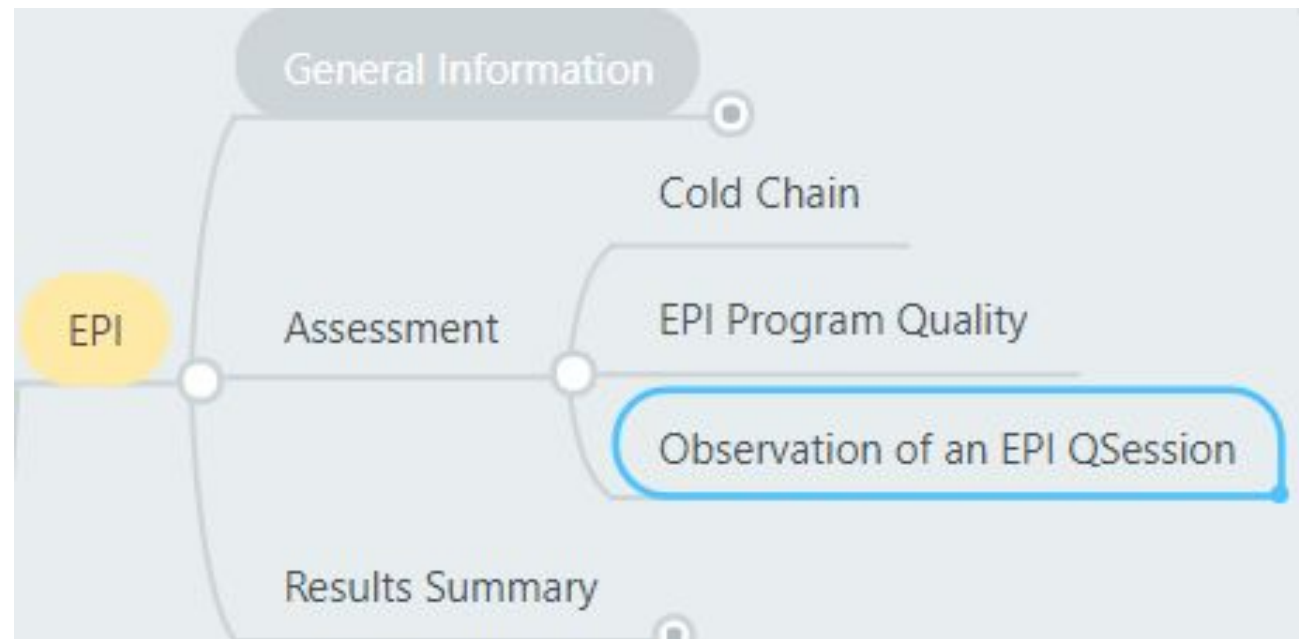 General Information
Cold Chain
EPI
Assessment
EPI Program Quality
Observation of an EPI QSession
Results Summary